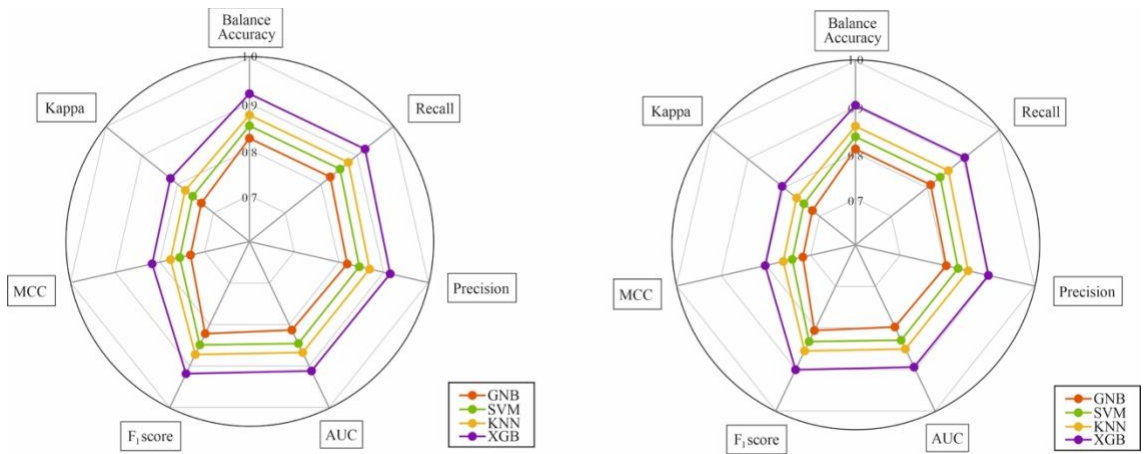 Balance
Accuracy
1.0
Kappa
Recall
0.9
0.8
0.7
MCC
Precision
F₁ score
AUC
GNB
SVM
KNN
XGB
Balance
Accuracy
1.0
Kappa
Recall
0.9
0.8
0.7
MCC
Precision
F₁ score
AUC
GNB
SVM
KNN
XGB